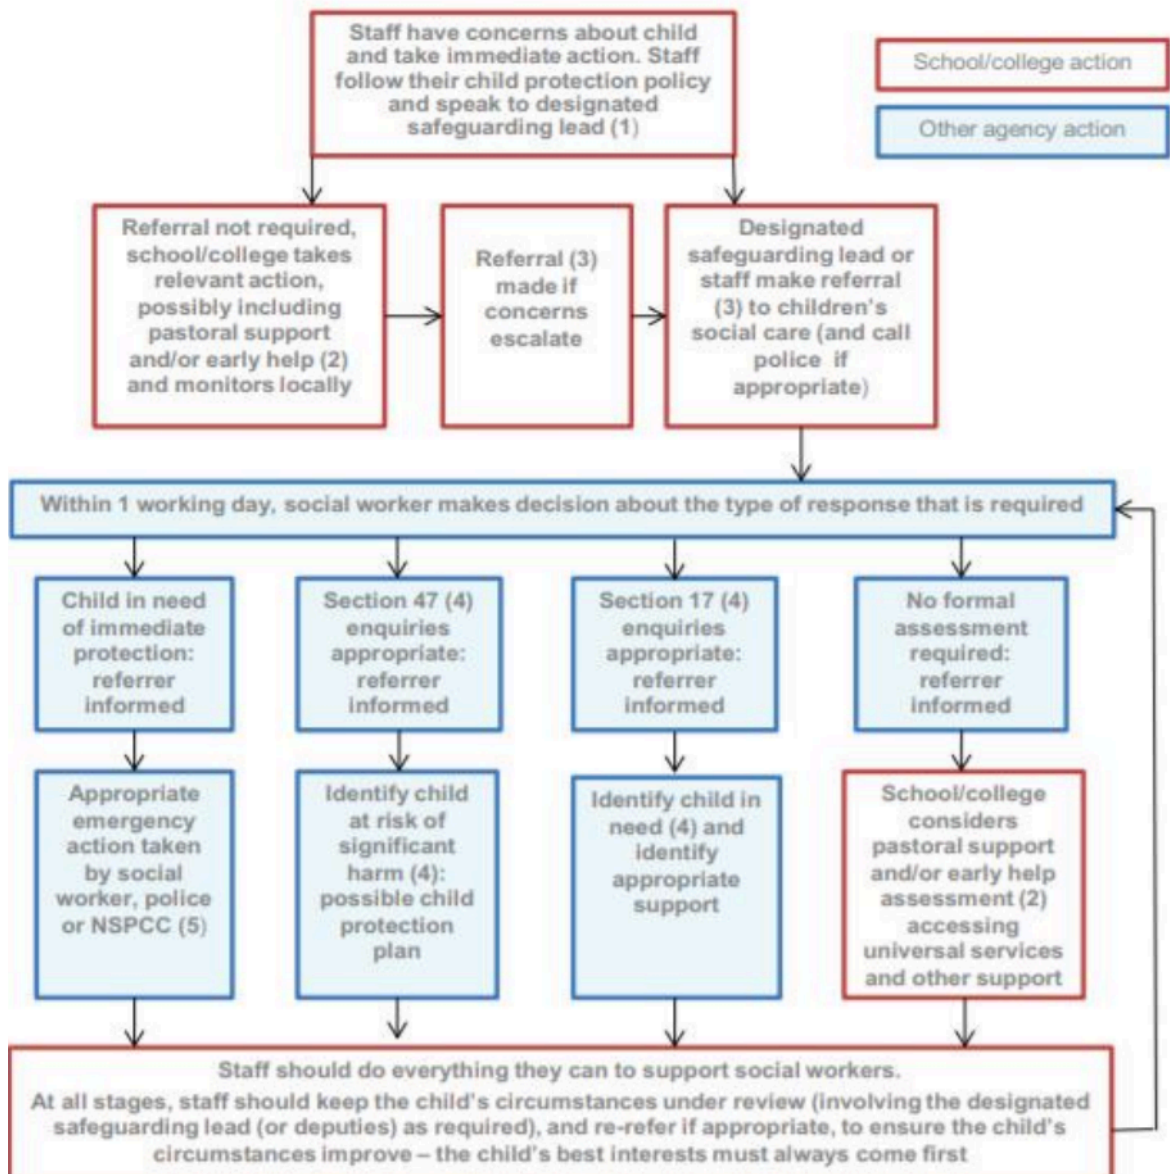 Staff have concerns about child
and take immediate action. Staff
follow their child protection policy
and speak to designated
safeguarding lead (1)
School/college action
Other agency action
Referral not required,
school/college takes
relevant action,
possibly including
pastoral support
and/or early help (2)
and monitors locally
Referral (3)
made if
concerns
escalate
Designated
safeguarding lead or
staff make referral
(3) to children's
social care (and call
police if
appropriate)
Within 1 working day, social worker makes decision about the type of response that is required
Child in need
of immediate
protection:
referrer
informed
Section 47 (4)
enquiries
appropriate:
referrer
informed
Section 17 (4)
enquiries
appropriate:
referrer
informed
No formal
assessment
required:
referrer
informed
Appropriate
emergency
action taken
by social
worker, police
or NSPCC (5)
Identify child
at risk of
significant
harm (4):
possible child
protection
plan
Identify child in
need (4) and
identify
appropriate
support
School/college
considers
pastoral support
and/or early help
assessment (2)
accessing
universal services
and other support
Staff should do everything they can to support social workers.
At all stages, staff should keep the child's circumstances under review (involving the designated
safeguarding lead (or deputies) as required), and re-refer if appropriate, to ensure the child's
circumstances improve – the child's best interests must always come first